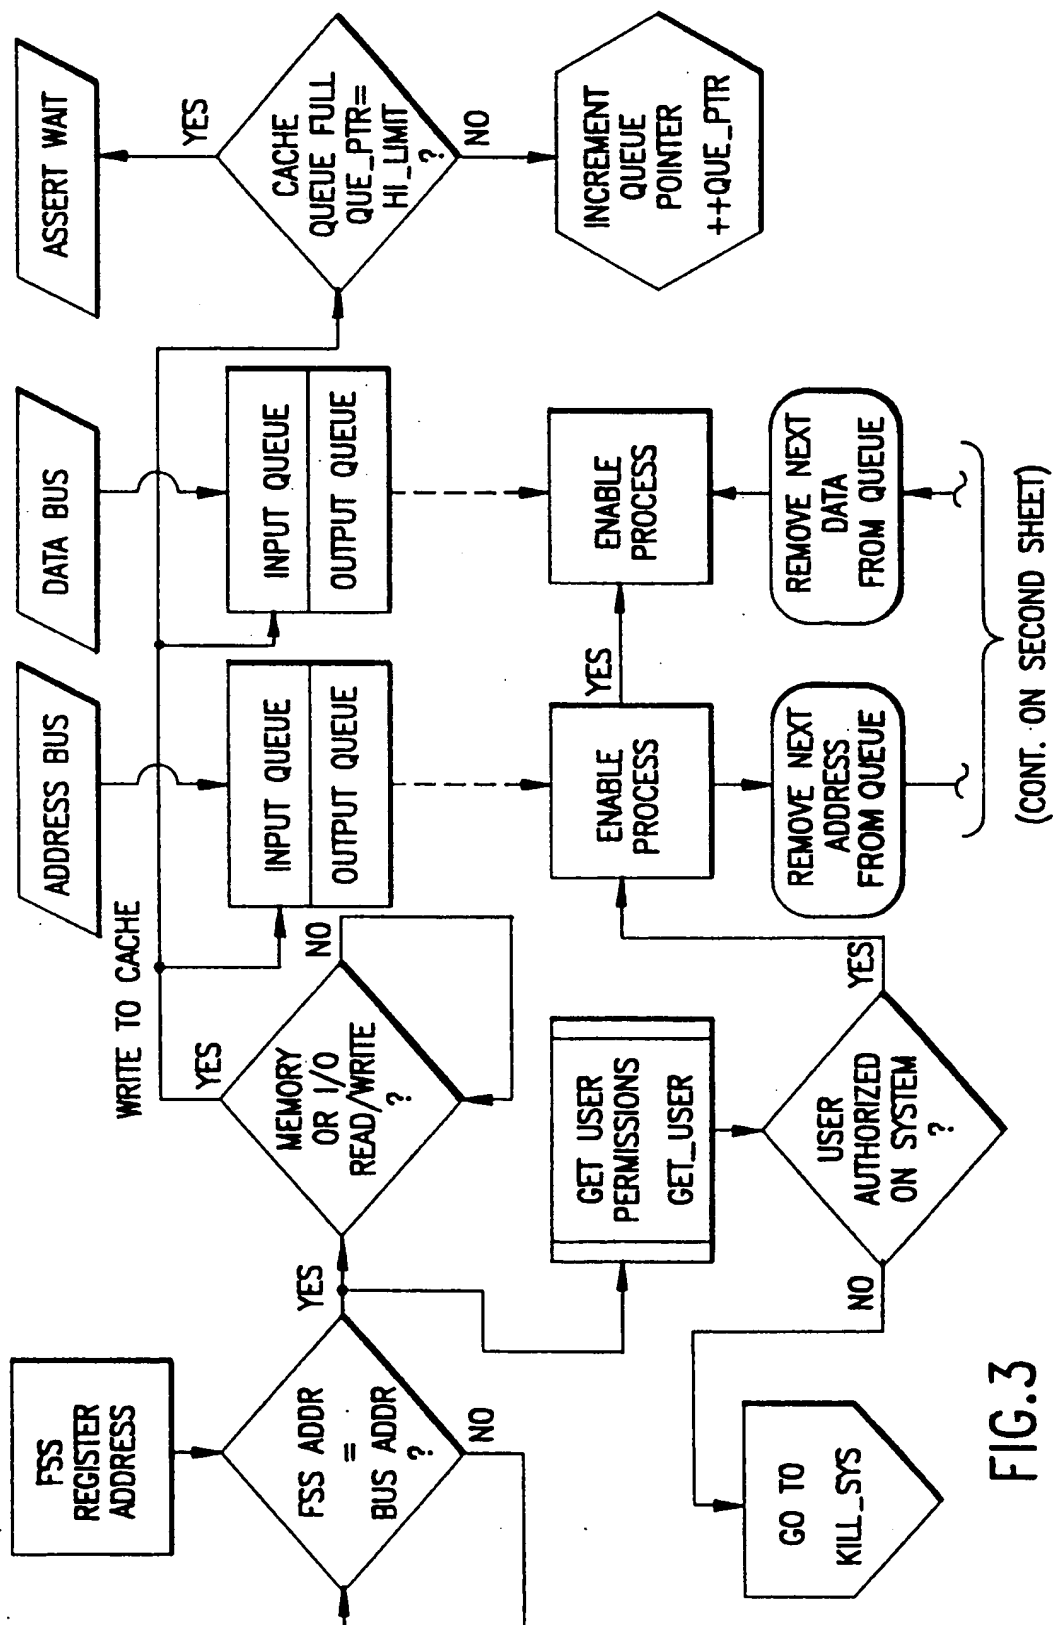 FSS
REGISTER
ADDRESS
FSS ADDR
=
BUS ADDR
?
NO
YES
MEMORY
OR I/O
READ/WRITE
?
NO
YES
WRITE TO CACHE
ADDRESS BUS
INPUT QUEUE
OUTPUT QUEUE
DATA BUS
INPUT QUEUE
OUTPUT QUEUE
ASSERT WAIT
YES
CACHE
QUEUE FULL
QUE_PTR=
HI_LIMIT
?
NO
INCREMENT
QUEUE
POINTER
++QUE_PTR
GET USER
PERMISSIONS
GET_USER
USER
AUTHORIZED
ON SYSTEM
?
NO
YES
GO TO
KILL_SYS
ENABLE
PROCESS
YES
ENABLE
PROCESS
REMOVE NEXT
ADDRESS
FROM QUEUE
REMOVE NEXT
DATA
FROM QUEUE
(CONT. ON SECOND SHEET)
FIG.3